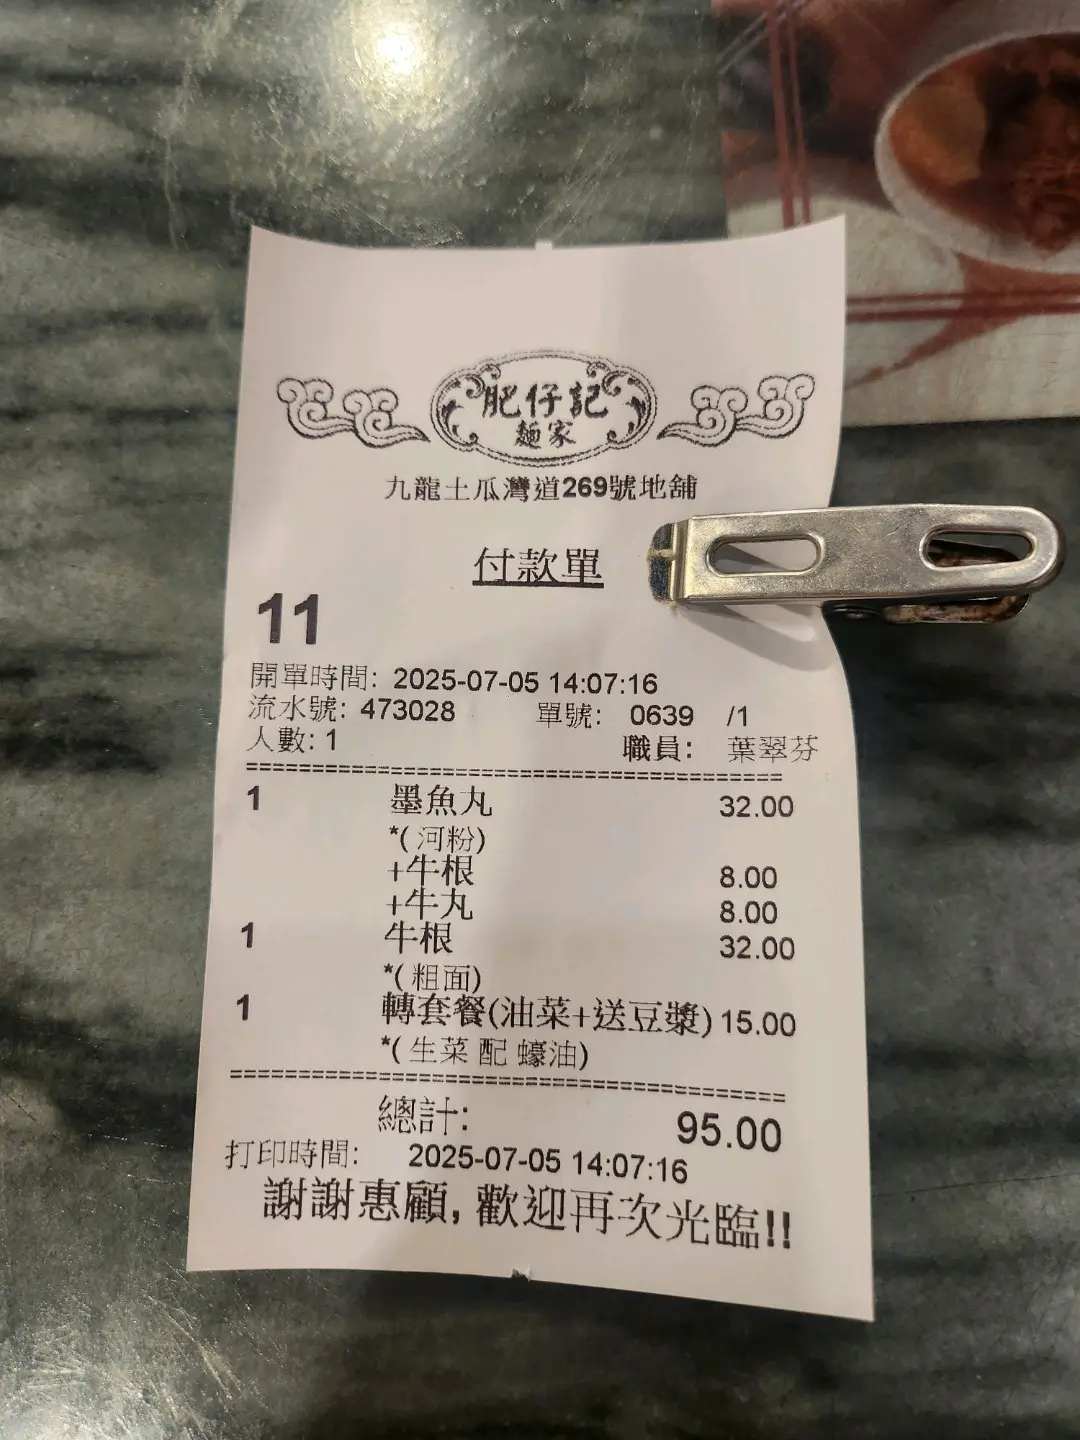 肥仔記
麵家
九龍土瓜灣道269號地舖
付款單
11
開單時間: 2025-07-05 14:07:16
流水號: 473028 單號: 0639 /1
人數: 1 職員: 葉翠芬
1 墨魚丸 32.00
*( 河粉)
+牛根 8.00
+牛丸 8.00
1 牛根 32.00
*( 粗面)
1 轉套餐(油菜+送豆漿) 15.00
*( 生菜 配 蠔油)
總計: 95.00
打印時間: 2025-07-05 14:07:16
謝謝惠顧, 歡迎再次光臨!!